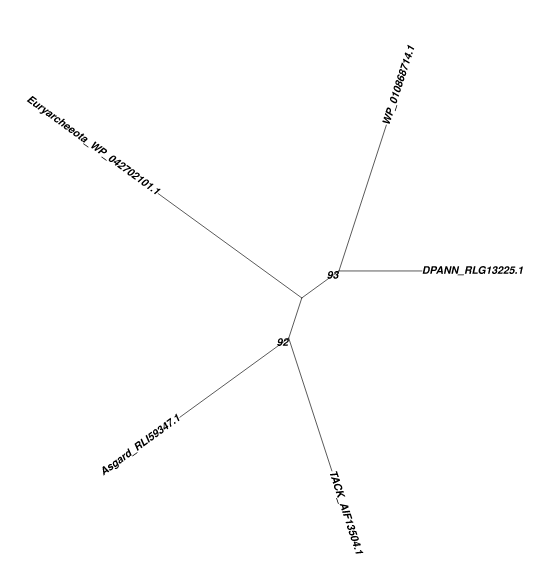 WP_010868714.1
Euryarcheeota_WP_042702101.1
93
DPANN_RLG13225.1
92
Asgard_RLI59347.1
TACK_AIF13504.1